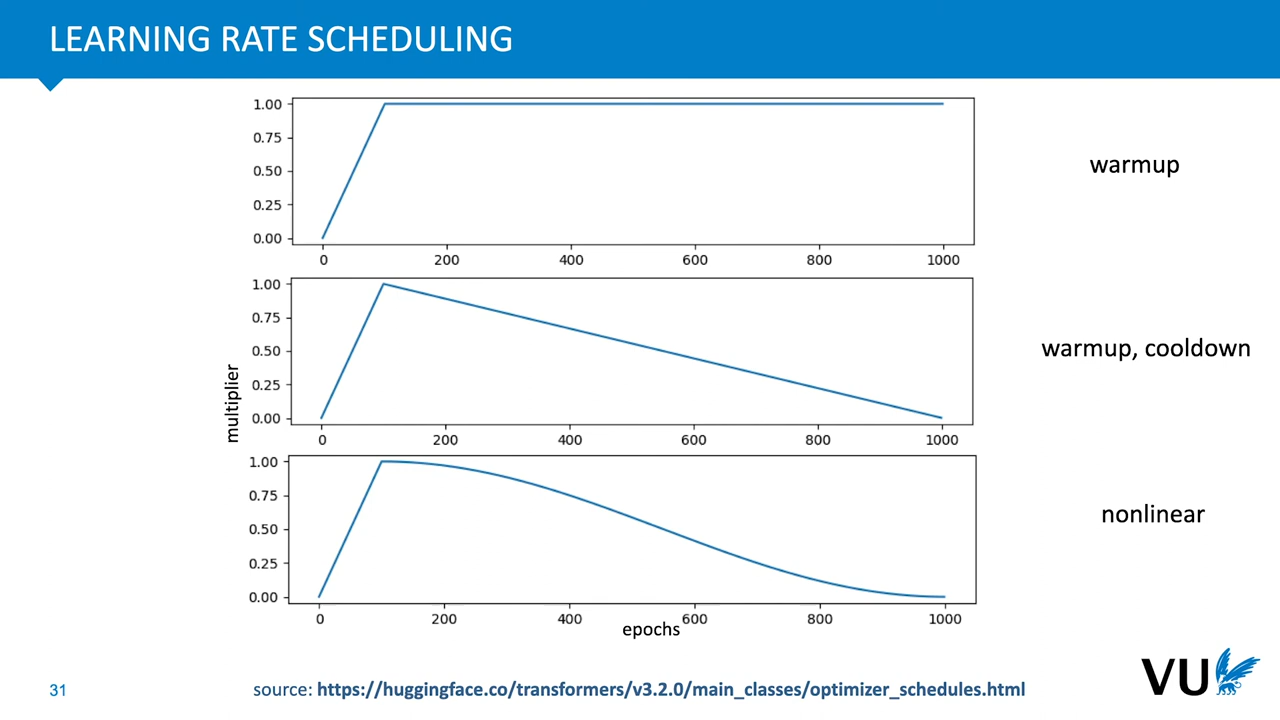 LEARNING RATE SCHEDULING
1.00
0.75
0.50
0.25
0.00
0 200 400 600 800 1000
warmup
1.00
0.75
0.50
0.25
0.00
0 200 400 600 800 1000
warmup, cooldown
multiplier
1.00
0.75
0.50
0.25
0.00
0 200 400 600 800 1000
nonlinear
epochs
31
source: https://huggingface.co/transformers/v3.2.0/main_classes/optimizer_schedules.html
VU